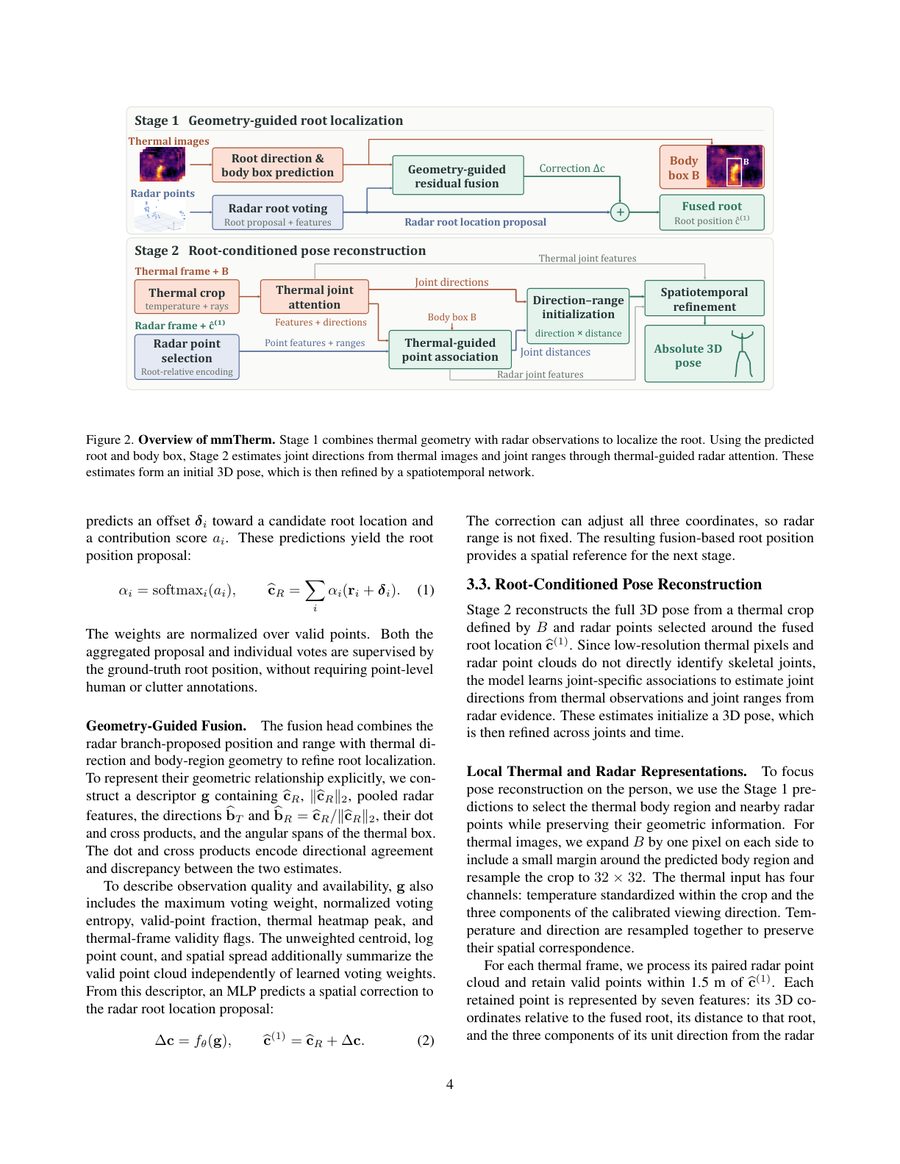 Stage 1 Geometry-guided root localization
Thermal images
Root direction &
body box prediction
Radar points
Radar root voting
Root proposal + features
Geometry-guided
residual fusion
Correction Δc
Radar root location proposal
+
Body
box B
B
Fused root
Root position ĉ⁽¹⁾
Stage 2 Root-conditioned pose reconstruction
Thermal joint features
Thermal frame + B
Thermal crop
temperature + rays
Thermal joint
attention
Joint directions
Features + directions
Radar frame + ĉ⁽¹⁾
Radar point
selection
Root-relative encoding
Point features + ranges
Body box B
Thermal-guided
point association
Direction–range
initialization
direction × distance
Joint distances
Radar joint features
Spatiotemporal
refinement
Absolute 3D
pose
Figure 2. Overview of mmTherm. Stage 1 combines thermal geometry with radar observations to localize the root. Using the predicted
root and body box, Stage 2 estimates joint directions from thermal images and joint ranges through thermal-guided radar attention. These
estimates form an initial 3D pose, which is then refined by a spatiotemporal network.
predicts an offset δᵢ toward a candidate root location and
a contribution score aᵢ. These predictions yield the root
position proposal:
αᵢ = softmaxᵢ(aᵢ), ĉ_R = ∑ᵢ αᵢ(rᵢ + δᵢ). (1)
The weights are normalized over valid points. Both the
aggregated proposal and individual votes are supervised by
the ground-truth root position, without requiring point-level
human or clutter annotations.
Geometry-Guided Fusion. The fusion head combines the
radar branch-proposed position and range with thermal di-
rection and body-region geometry to refine root localization.
To represent their geometric relationship explicitly, we con-
struct a descriptor g containing ĉ_R, ‖ĉ_R‖₂, pooled radar
features, the directions b̂_T and b̂_R = ĉ_R/‖ĉ_R‖₂, their dot
and cross products, and the angular spans of the thermal box.
The dot and cross products encode directional agreement
and discrepancy between the two estimates.
To describe observation quality and availability, g also
includes the maximum voting weight, normalized voting
entropy, valid-point fraction, thermal heatmap peak, and
thermal-frame validity flags. The unweighted centroid, log
point count, and spatial spread additionally summarize the
valid point cloud independently of learned voting weights.
From this descriptor, an MLP predicts a spatial correction to
the radar root location proposal:
Δc = f_θ(g), ĉ⁽¹⁾ = ĉ_R + Δc. (2)
The correction can adjust all three coordinates, so radar
range is not fixed. The resulting fusion-based root position
provides a spatial reference for the next stage.
3.3. Root-Conditioned Pose Reconstruction
Stage 2 reconstructs the full 3D pose from a thermal crop
defined by B and radar points selected around the fused
root location ĉ⁽¹⁾. Since low-resolution thermal pixels and
radar point clouds do not directly identify skeletal joints,
the model learns joint-specific associations to estimate joint
directions from thermal observations and joint ranges from
radar evidence. These estimates initialize a 3D pose, which
is then refined across joints and time.
Local Thermal and Radar Representations. To focus
pose reconstruction on the person, we use the Stage 1 pre-
dictions to select the thermal body region and nearby radar
points while preserving their geometric information. For
thermal images, we expand B by one pixel on each side to
include a small margin around the predicted body region and
resample the crop to 32 × 32. The thermal input has four
channels: temperature standardized within the crop and the
three components of the calibrated viewing direction. Tem-
perature and direction are resampled together to preserve
their spatial correspondence.
For each thermal frame, we process its paired radar point
cloud and retain valid points within 1.5 m of ĉ⁽¹⁾. Each
retained point is represented by seven features: its 3D co-
ordinates relative to the fused root, its distance to that root,
and the three components of its unit direction from the radar
4